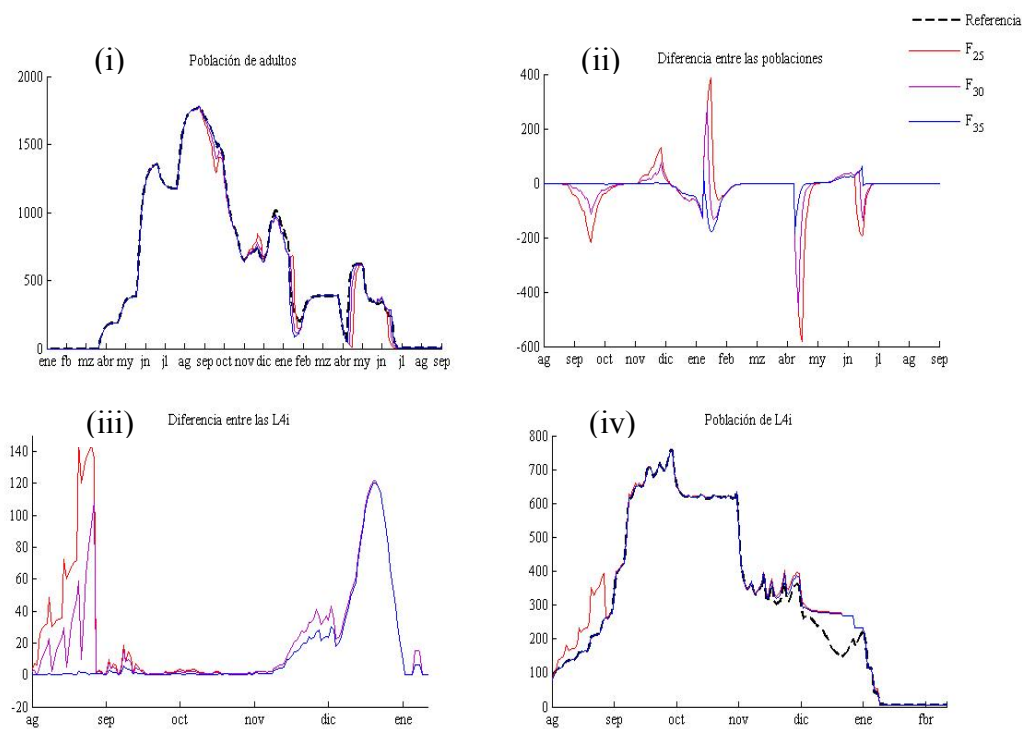 Referencia
F25
F30
F35
(i)
Población de adultos
2000
1500
1000
500
0
ene fb mz abr my jn jl ag sep oct nov dic ene feb mz abr my jn jl ag sep
(ii)
Diferencia entre las poblaciones
400
200
0
-200
-400
-600
ag sep oct nov dic ene feb mz abr my jn jl ag sep
(iii)
Diferencia entre las L4i
140
120
100
80
60
40
20
0
-20
ag sep oct nov dic ene
(iv)
Población de L4i
800
700
600
500
400
300
200
100
0
ag sep oct nov dic ene fbr